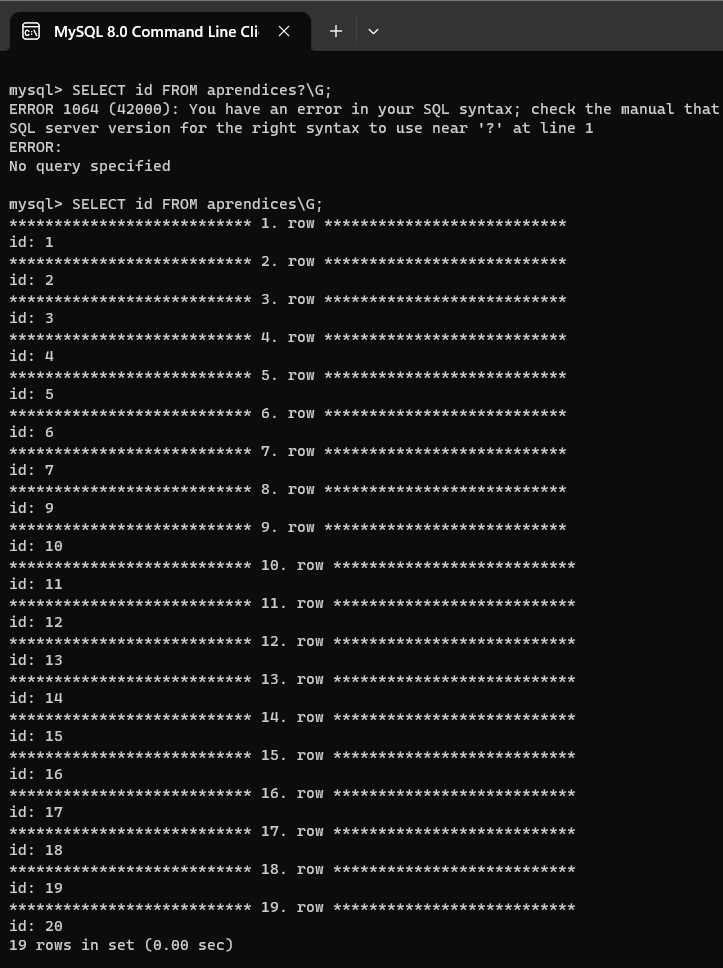 MySQL 8.0 Command Line Cli
mysql> SELECT id FROM aprendices?\G;
ERROR 1064 (42000): You have an error in your SQL syntax; check the manual that
SQL server version for the right syntax to use near '?' at line 1
ERROR:
No query specified
mysql> SELECT id FROM aprendices\G;
*************************** 1. row ***************************
id: 1
*************************** 2. row ***************************
id: 2
*************************** 3. row ***************************
id: 3
*************************** 4. row ***************************
id: 4
*************************** 5. row ***************************
id: 5
*************************** 6. row ***************************
id: 6
*************************** 7. row ***************************
id: 7
*************************** 8. row ***************************
id: 9
*************************** 9. row ***************************
id: 10
*************************** 10. row ***************************
id: 11
*************************** 11. row ***************************
id: 12
*************************** 12. row ***************************
id: 13
*************************** 13. row ***************************
id: 14
*************************** 14. row ***************************
id: 15
*************************** 15. row ***************************
id: 16
*************************** 16. row ***************************
id: 17
*************************** 17. row ***************************
id: 18
*************************** 18. row ***************************
id: 19
*************************** 19. row ***************************
id: 20
19 rows in set (0.00 sec)